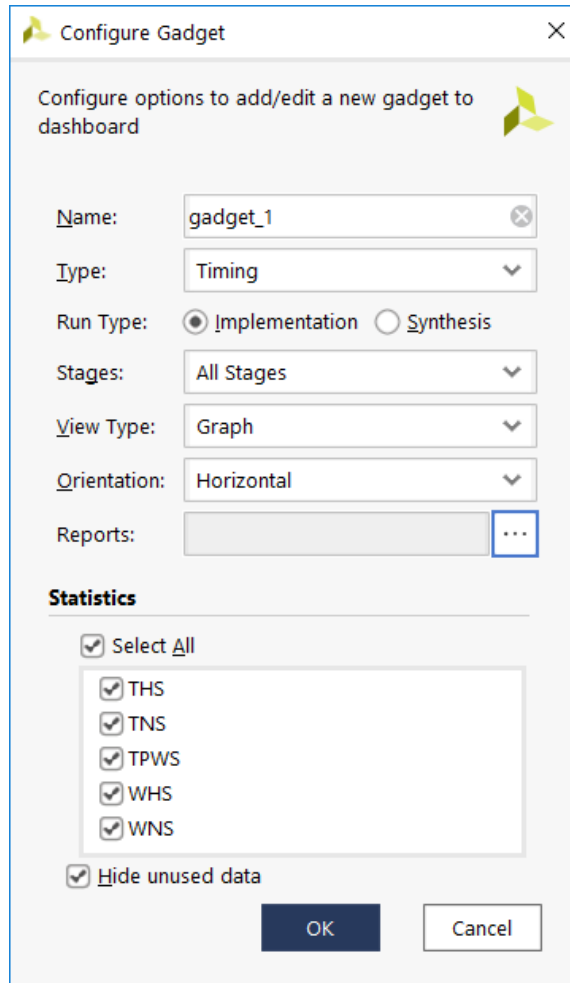 Configure Gadget
Configure options to add/edit a new gadget to
dashboard
Name: gadget_1
Type: Timing
Run Type: Implementation Synthesis
Stages: All Stages
View Type: Graph
Orientation: Horizontal
Reports: ...
Statistics
Select All
THS
TNS
TPWS
WHS
WNS
Hide unused data
OK Cancel